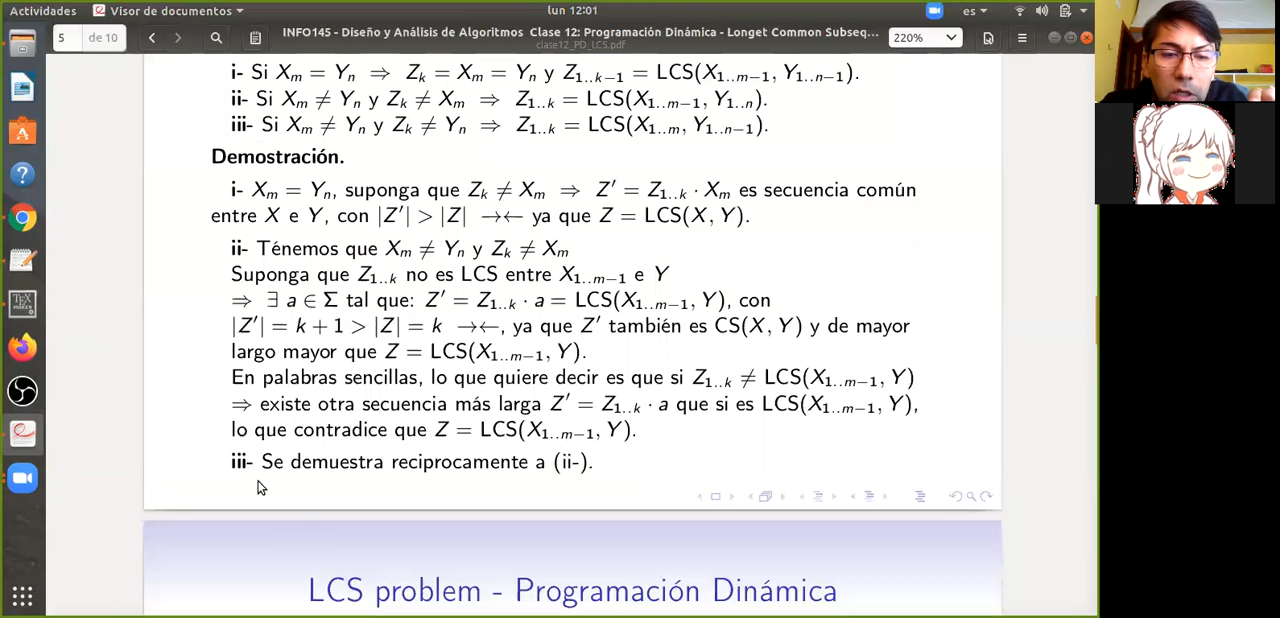 Actividades
Visor de documentos
lun 12:01
es
5
de 10
INFO145 - Diseño y Análisis de Algoritmos Clase 12: Programación Dinámica - Longet Common Subseq...
clase12_PD_LCS.pdf
220%
i- Si Xₘ = Yₙ ⇒ Zₖ = Xₘ = Yₙ y Z₁..ₖ₋₁ = LCS(X₁..ₘ₋₁, Y₁..ₙ₋₁).
ii- Si Xₘ ≠ Yₙ y Zₖ ≠ Xₘ ⇒ Z₁..ₖ = LCS(X₁..ₘ₋₁, Y₁..ₙ).
iii- Si Xₘ ≠ Yₙ y Zₖ ≠ Yₙ ⇒ Z₁..ₖ = LCS(X₁..ₘ, Y₁..ₙ₋₁).
Demostración.
i- Xₘ = Yₙ, suponga que Zₖ ≠ Xₘ ⇒ Z′ = Z₁..ₖ · Xₘ es secuencia común
entre X e Y, con |Z′| > |Z| →← ya que Z = LCS(X, Y).
ii- Ténemos que Xₘ ≠ Yₙ y Zₖ ≠ Xₘ
Suponga que Z₁..ₖ no es LCS entre X₁..ₘ₋₁ e Y
⇒ ∃ a ∈ Σ tal que: Z′ = Z₁..ₖ · a = LCS(X₁..ₘ₋₁, Y), con
|Z′| = k + 1 > |Z| = k →←, ya que Z′ también es CS(X, Y) y de mayor
largo mayor que Z = LCS(X₁..ₘ₋₁, Y).
En palabras sencillas, lo que quiere decir es que si Z₁..ₖ ≠ LCS(X₁..ₘ₋₁, Y)
⇒ existe otra secuencia más larga Z′ = Z₁..ₖ · a que si es LCS(X₁..ₘ₋₁, Y),
lo que contradice que Z = LCS(X₁..ₘ₋₁, Y).
iii- Se demuestra reciprocamente a (ii-).
LCS problem - Programación Dinámica